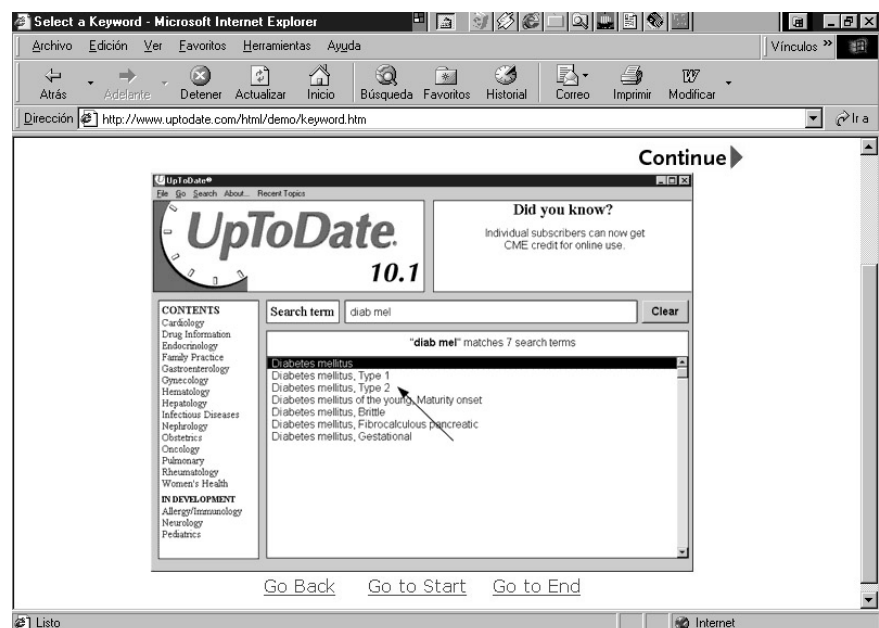 Select a Keyword - Microsoft Internet Explorer
Archivo Edición Ver Favoritos Herramientas Ayuda Vínculos »
Atrás Adelante Detener Actualizar Inicio Búsqueda Favoritos Historial Correo Imprimir Modificar
Dirección http://www.uptodate.com/html/demo/keyword.htm Ir a
Continue
UpToDate®
File Go Search About... Recent Topics
UpToDate.
10.1
Did you know?
Individual subscribers can now get
CME credit for online use.
CONTENTS
Cardiology
Drug Information
Endocrinology
Family Practice
Gastroenterology
Gynecology
Hematology
Hepatology
Infectious Diseases
Nephrology
Obstetrics
Oncology
Pulmonary
Rheumatology
Women's Health
IN DEVELOPMENT
Allergy/Immunology
Neurology
Pediatrics
Search term diab mel Clear
"diab mel" matches 7 search terms
Diabetes mellitus
Diabetes mellitus, Type 1
Diabetes mellitus, Type 2
Diabetes mellitus of the young, Maturity onset
Diabetes mellitus, Brittle
Diabetes mellitus, Fibrocalculous pancreatic
Diabetes mellitus, Gestational
Go Back Go to Start Go to End
Listo Internet